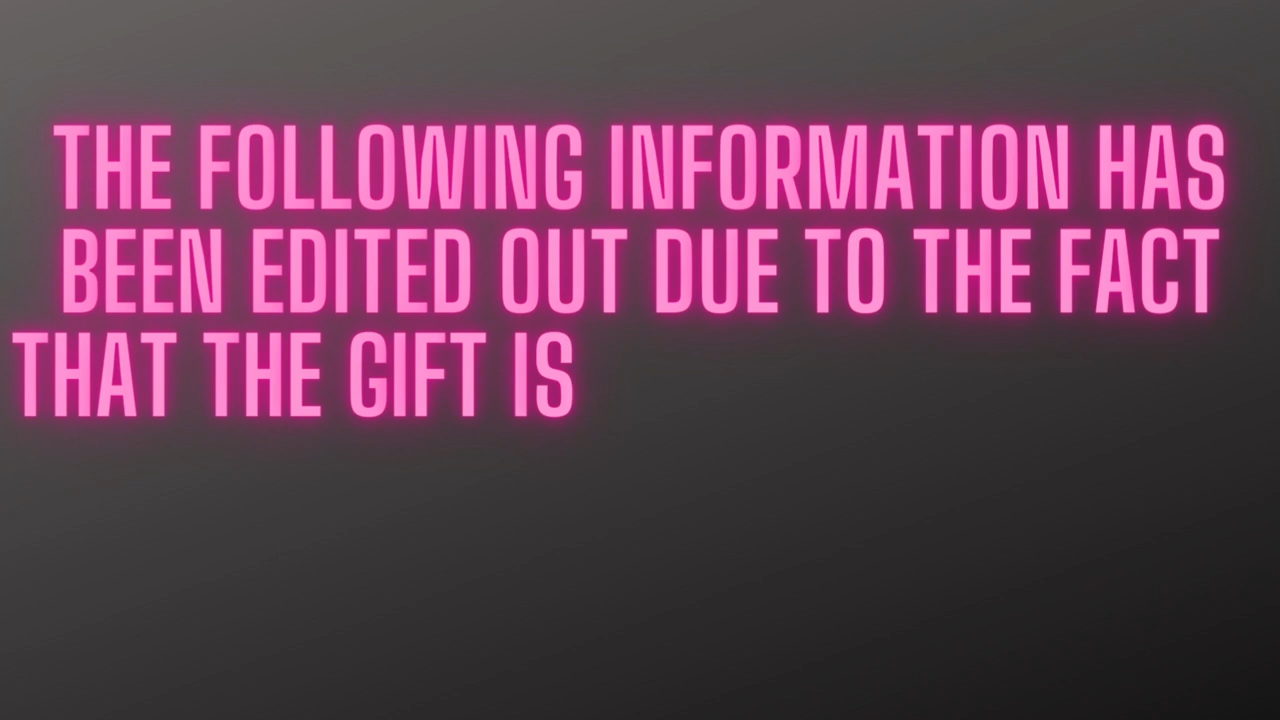 THE FOLLOWING INFORMATION HAS
BEEN EDITED OUT DUE TO THE FACT
THAT THE GIFT IS